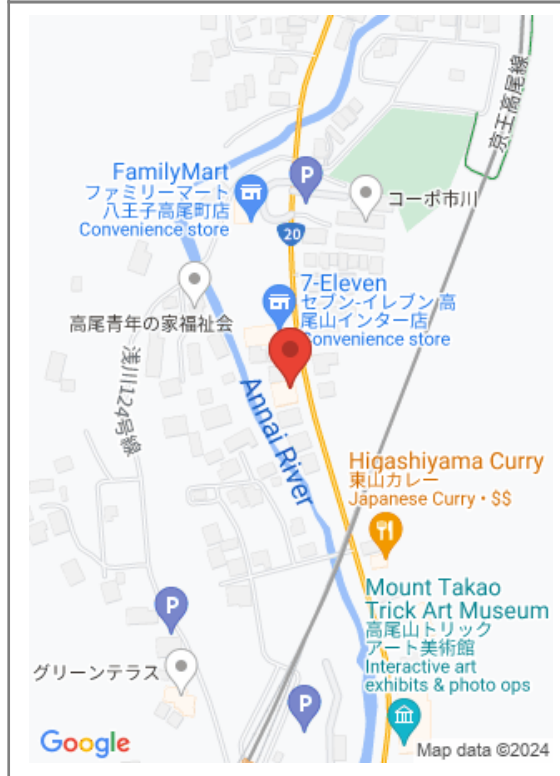 京王高尾線
FamilyMart
ファミリーマート
八王子高尾町店
Convenience store
P
コーポ市川
20
7-Eleven
セブン-イレブン 高
尾山インター店
Convenience store
高尾青年の家福祉会
浅川124号線
Annai River
Higashiyama Curry
東山カレー
Japanese Curry • $$
Mount Takao
Trick Art Museum
高尾山トリック
アート美術館
Interactive art
exhibits & photo ops
P
グリーンテラス
P
Google
Map data ©2024